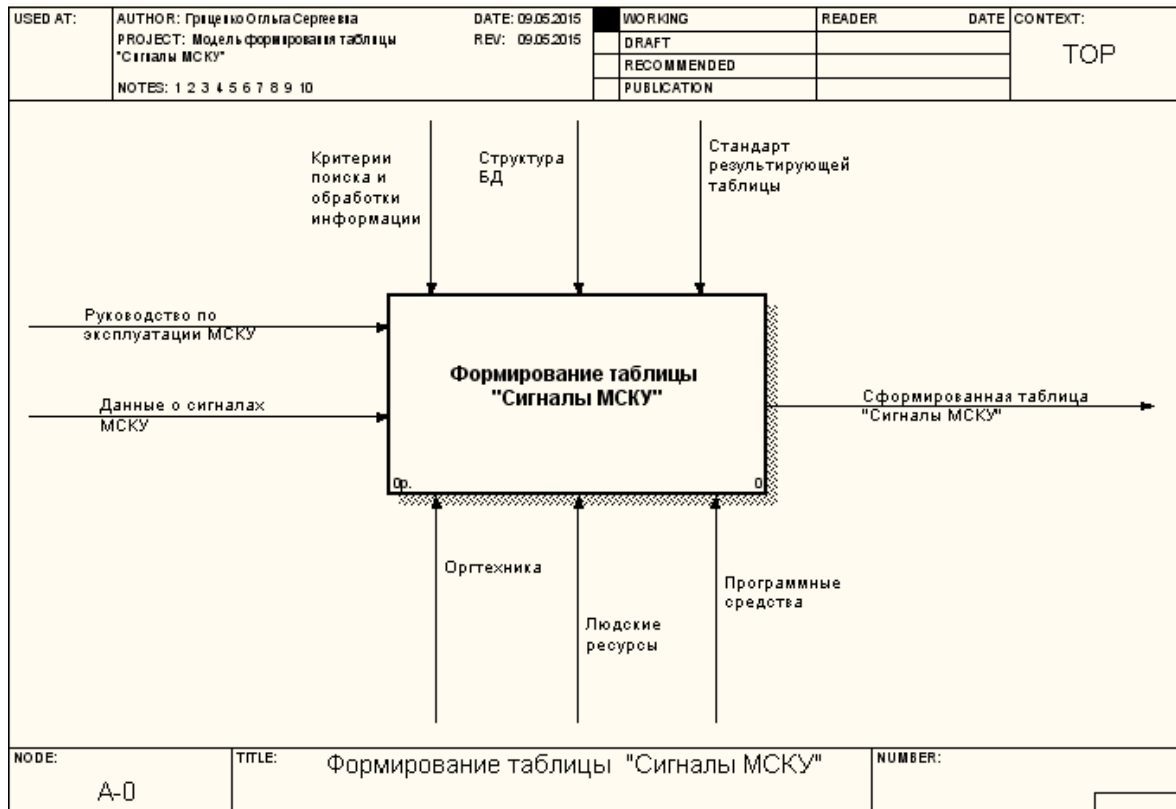 USED AT:
AUTHOR: Гриценко Ольга Сергеевна
DATE: 09.05.2015
PROJECT: Модель формирования таблицы
"Сигналы МСКУ"
REV: 09.05.2015
NOTES: 1 2 3 4 5 6 7 8 9 10
WORKING
DRAFT
RECOMMENDED
PUBLICATION
READER
DATE
CONTEXT:
TOP
Критерии
поиска и
обработки
информации
Структура
БД
Стандарт
результирующей
таблицы
Руководство по
эксплуатации МСКУ
Данные о сигналах
МСКУ
Формирование таблицы
"Сигналы МСКУ"
0р.
0
Сформированная таблица
"Сигналы МСКУ"
Оргтехника
Людские
ресурсы
Программные
средства
NODE:
A-0
TITLE:
Формирование таблицы "Сигналы МСКУ"
NUMBER: